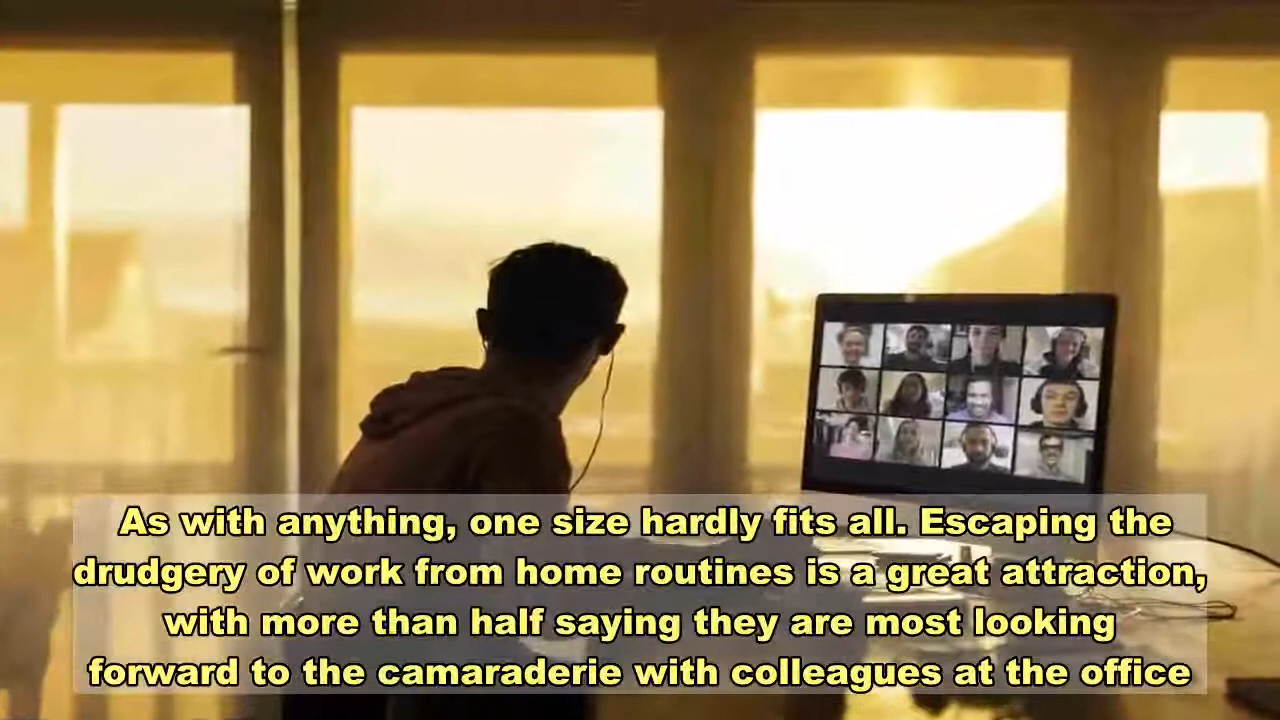 As with anything, one size hardly fits all. Escaping the
drudgery of work from home routines is a great attraction,
with more than half saying they are most looking
forward to the camaraderie with colleagues at the office